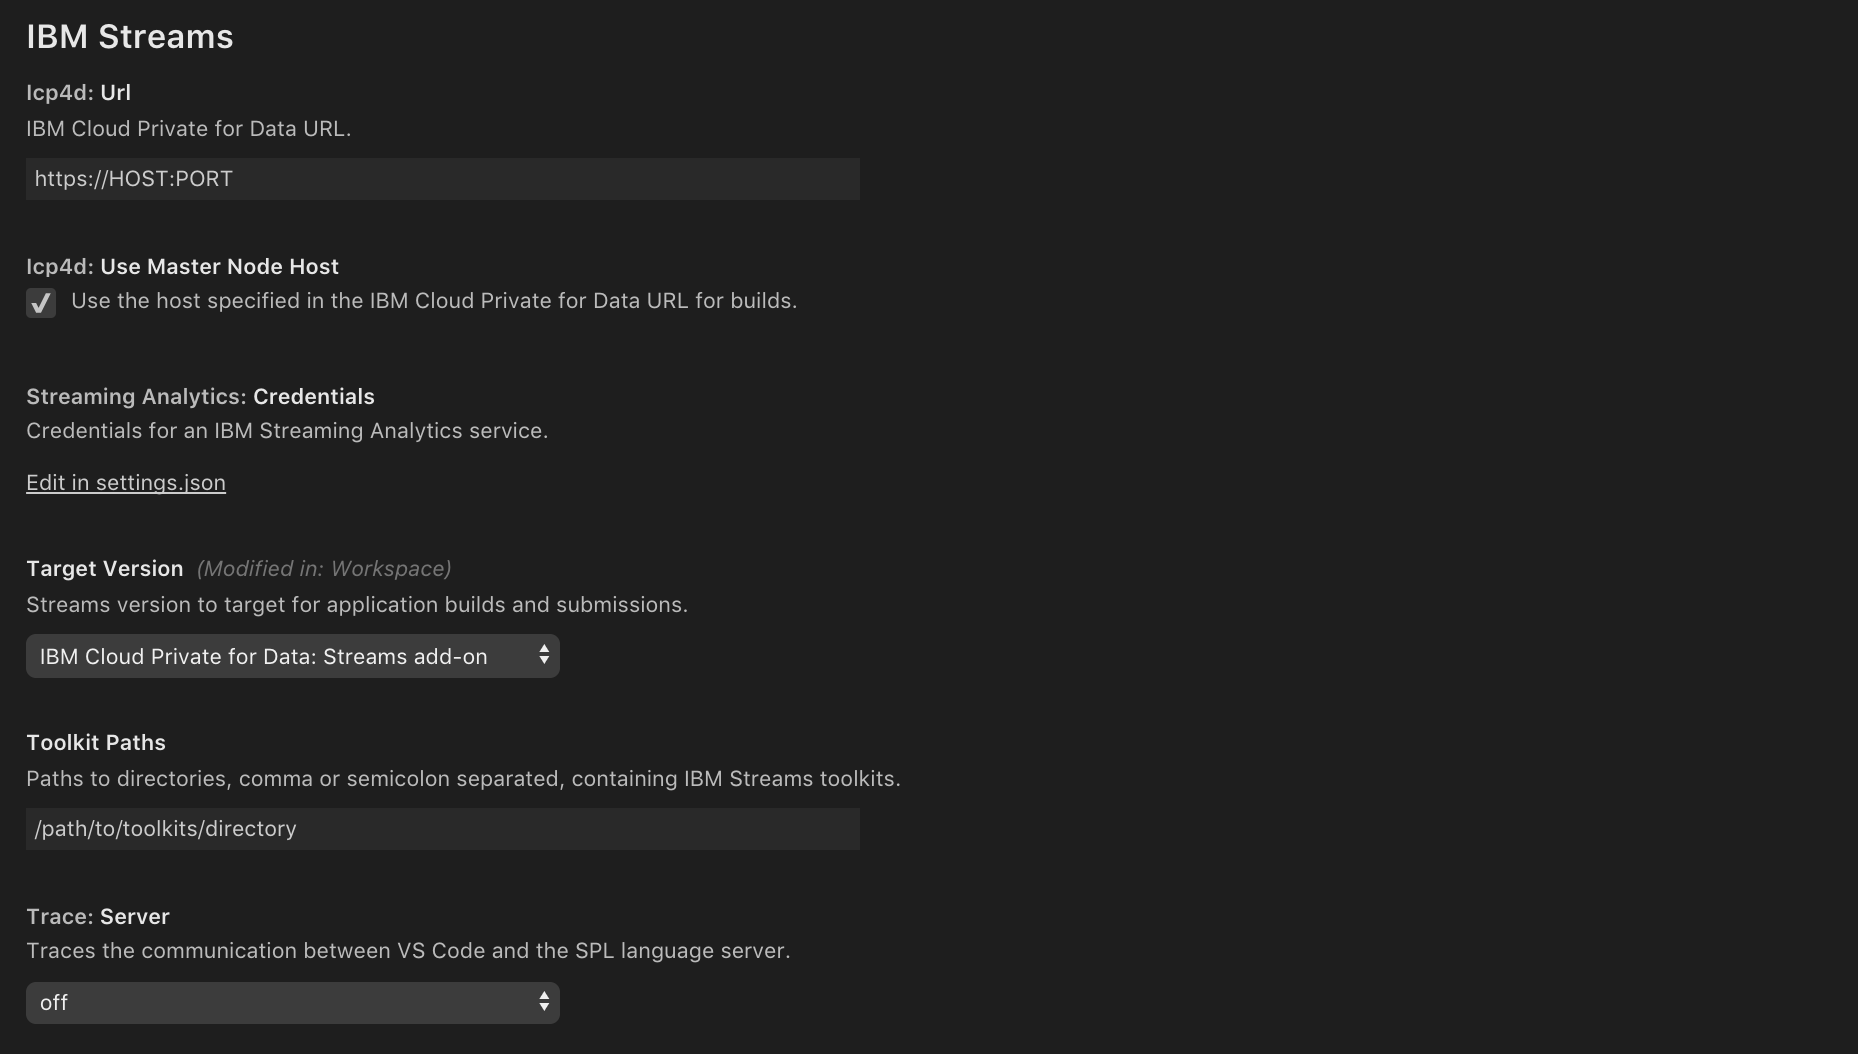 IBM Streams
Icp4d: Url
IBM Cloud Private for Data URL.
https://HOST:PORT
Icp4d: Use Master Node Host
Use the host specified in the IBM Cloud Private for Data URL for builds.
Streaming Analytics: Credentials
Credentials for an IBM Streaming Analytics service.
Edit in settings.json
Target Version (Modified in: Workspace)
Streams version to target for application builds and submissions.
IBM Cloud Private for Data: Streams add-on
Toolkit Paths
Paths to directories, comma or semicolon separated, containing IBM Streams toolkits.
/path/to/toolkits/directory
Trace: Server
Traces the communication between VS Code and the SPL language server.
off